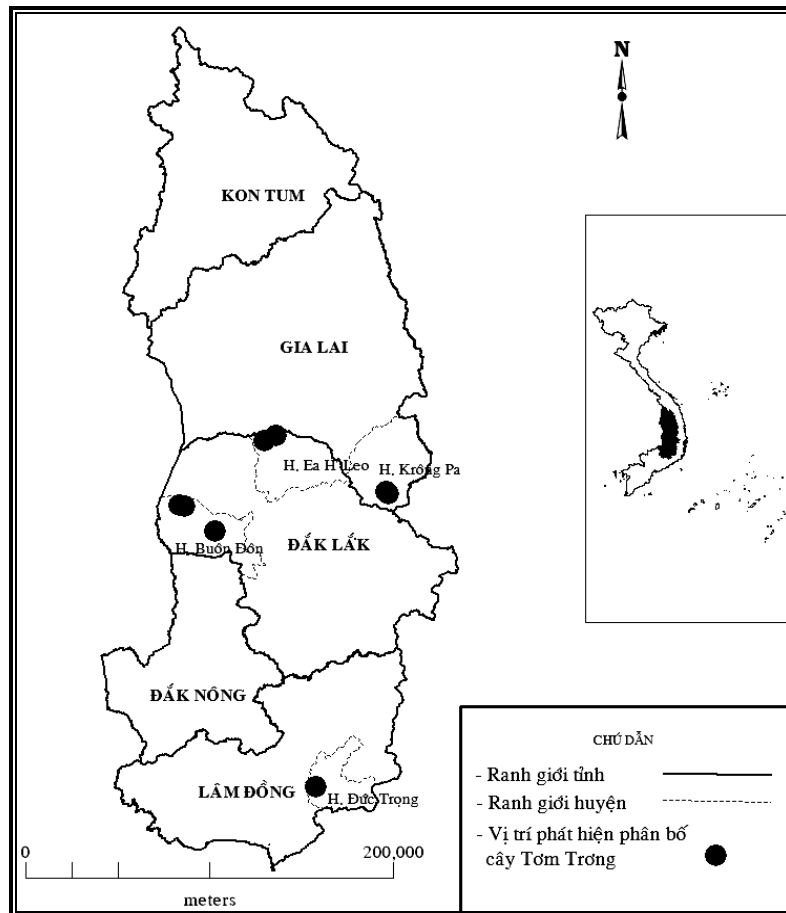 N
KON TUM
GIA LAI
H. Ea H'Leo
H. Krông Pa
H. Buôn Đôn
ĐẮK LẮK
ĐẮK NÔNG
LÂM ĐỒNG
H. Đức Trọng
0
200,000
meters
CHÚ DẪN
- Ranh giới tỉnh
- Ranh giới huyện
- Vị trí phát hiện phân bố
cây Tơm Trơng